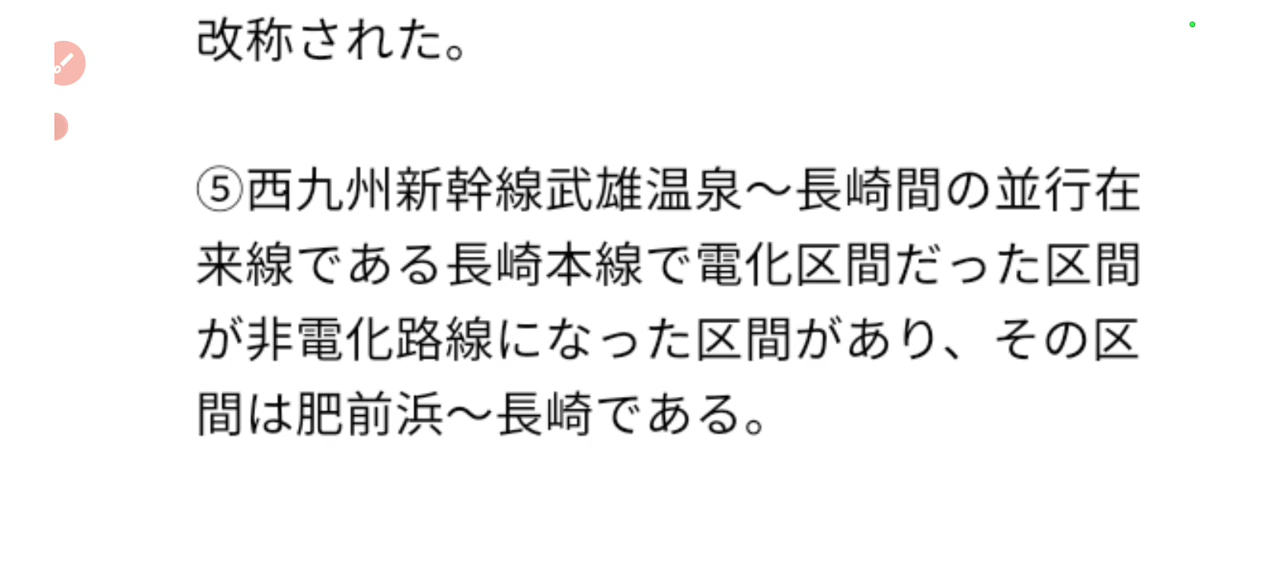 改称された。
⑤西九州新幹線武雄温泉～長崎間の並行在
来線である長崎本線で電化区間だった区間
が非電化路線になった区間があり、その区
間は肥前浜～長崎である。